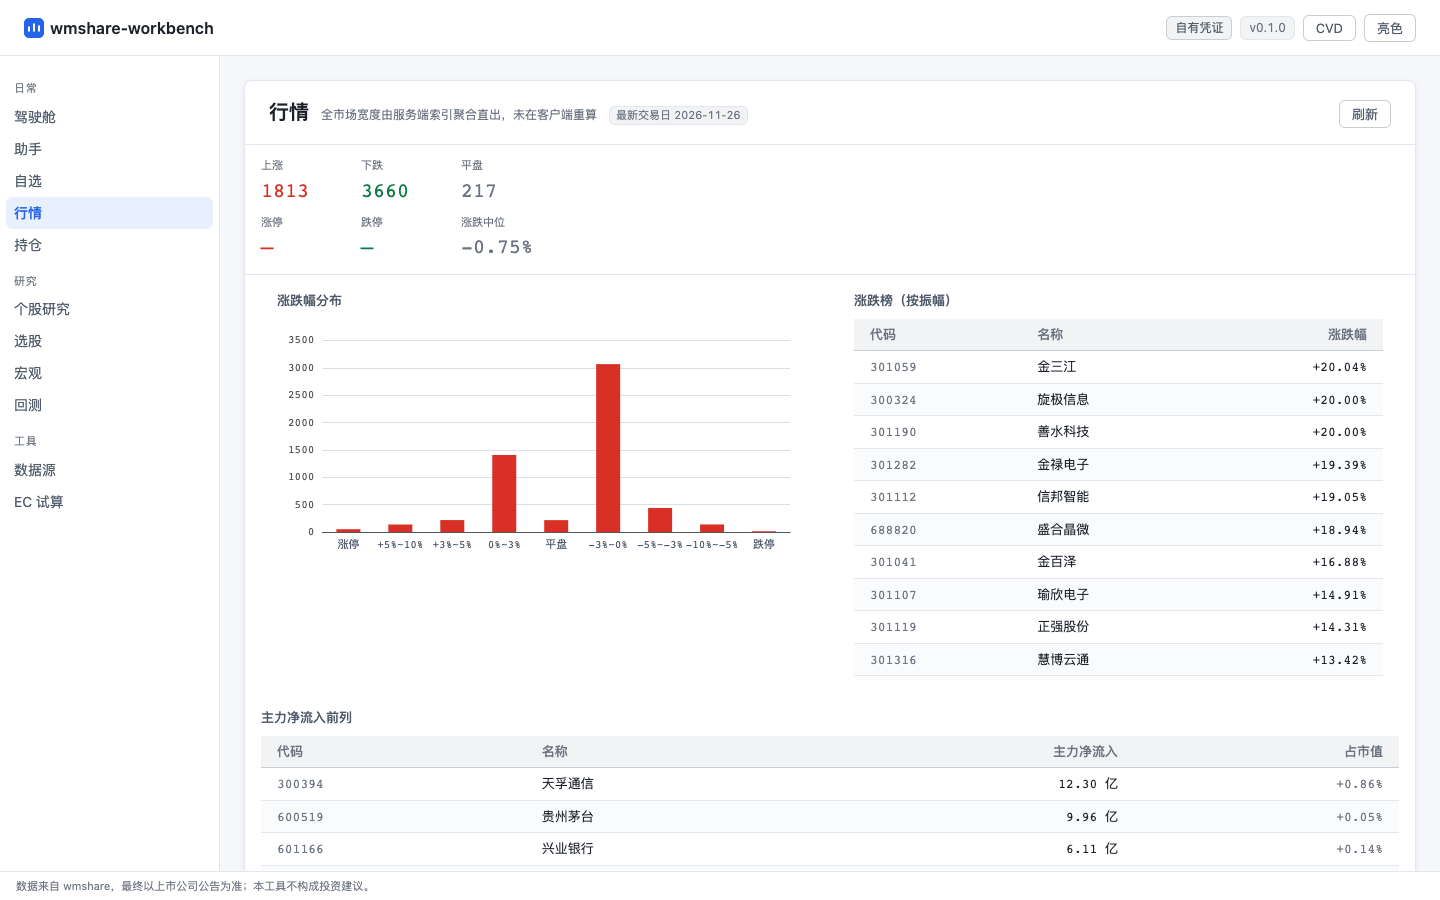 wmshare-workbench
自有凭证 v0.1.0 CVD 亮色
日常
驾驶舱
助手
自选
行情
持仓
研究
个股研究
选股
宏观
回测
工具
数据源
EC 试算
行情 全市场宽度由服务端索引聚合直出，未在客户端重算 最新交易日 2026-11-26 刷新
上涨 下跌 平盘
1813 3660 217
涨停 跌停 涨跌中位
— — -0.75%
涨跌幅分布
3500
3000
2500
2000
1500
1000
500
0
涨停 +5%~10% +3%~5% 0%~3% 平盘 -3%~0% -5%~-3% -10%~-5% 跌停
涨跌榜（按振幅）
代码 名称 涨跌幅
301059 金三江 +20.04%
300324 旋极信息 +20.00%
301190 善水科技 +20.00%
301282 金禄电子 +19.39%
301112 信邦智能 +19.05%
688820 盛合晶微 +18.94%
301041 金百泽 +16.88%
301107 瑜欣电子 +14.91%
301119 正强股份 +14.31%
301316 慧博云通 +13.42%
主力净流入前列
代码 名称 主力净流入 占市值
300394 天孚通信 12.30 亿 +0.86%
600519 贵州茅台 9.96 亿 +0.05%
601166 兴业银行 6.11 亿 +0.14%
数据来自 wmshare，最终以上市公司公告为准；本工具不构成投资建议。